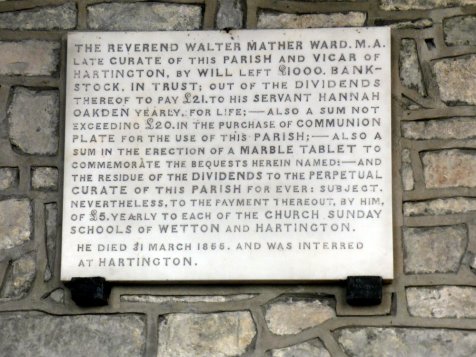 THE REVEREND WALTER MATHER WARD. M.A.
LATE CURATE OF THIS PARISH AND VICAR OF
HARTINGTON, BY WILL LEFT £1000. BANK-
STOCK, IN TRUST; OUT OF THE DIVIDENDS
THEREOF TO PAY £21. TO HIS SERVANT HANNAH
OAKDEN YEARLY, FOR LIFE;— ALSO A SUM NOT
EXCEEDING £20. IN THE PURCHASE OF COMMUNION
PLATE FOR THE USE OF THIS PARISH;— ALSO A
SUM IN THE ERECTION OF A MARBLE TABLET TO
COMMEMORATE THE BEQUESTS HEREIN NAMED;— AND
THE RESIDUE OF THE DIVIDENDS TO THE PERPETUAL
CURATE OF THIS PARISH FOR EVER: SUBJECT.
NEVERTHELESS, TO THE PAYMENT THEREOUT, BY HIM,
OF £5. YEARLY TO EACH OF THE CHURCH SUNDAY
SCHOOLS OF WETTON AND HARTINGTON.
HE DIED 31 MARCH 1855. AND WAS INTERRED
AT HARTINGTON.